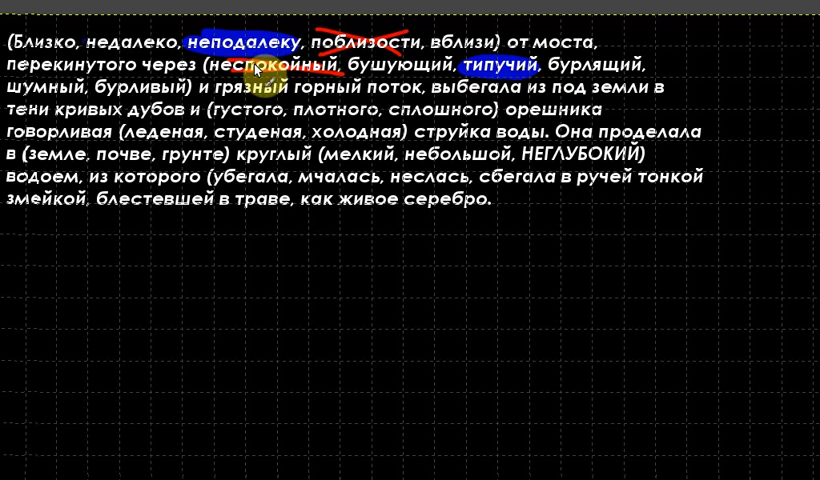 (Близко, недалеко, неподалеку, поблизости, вблизи) от моста,
перекинутого через (неспокойный, бушующий, типучий, бурлящий,
шумный, бурливый) и грязный горный поток, выбегала из под земли в
тени кривых дубов и (густого, плотного, сплошного) орешника
говорливая (леденая, студеная, холодная) струйка воды. Она проделала
в (земле, почве, грунте) круглый (мелкий, небольшой, НЕГЛУБОКИЙ)
водоем, из которого (убегала, мчалась, неслась, сбегала в ручей тонкой
змейкой, блестевшей в траве, как живое серебро.